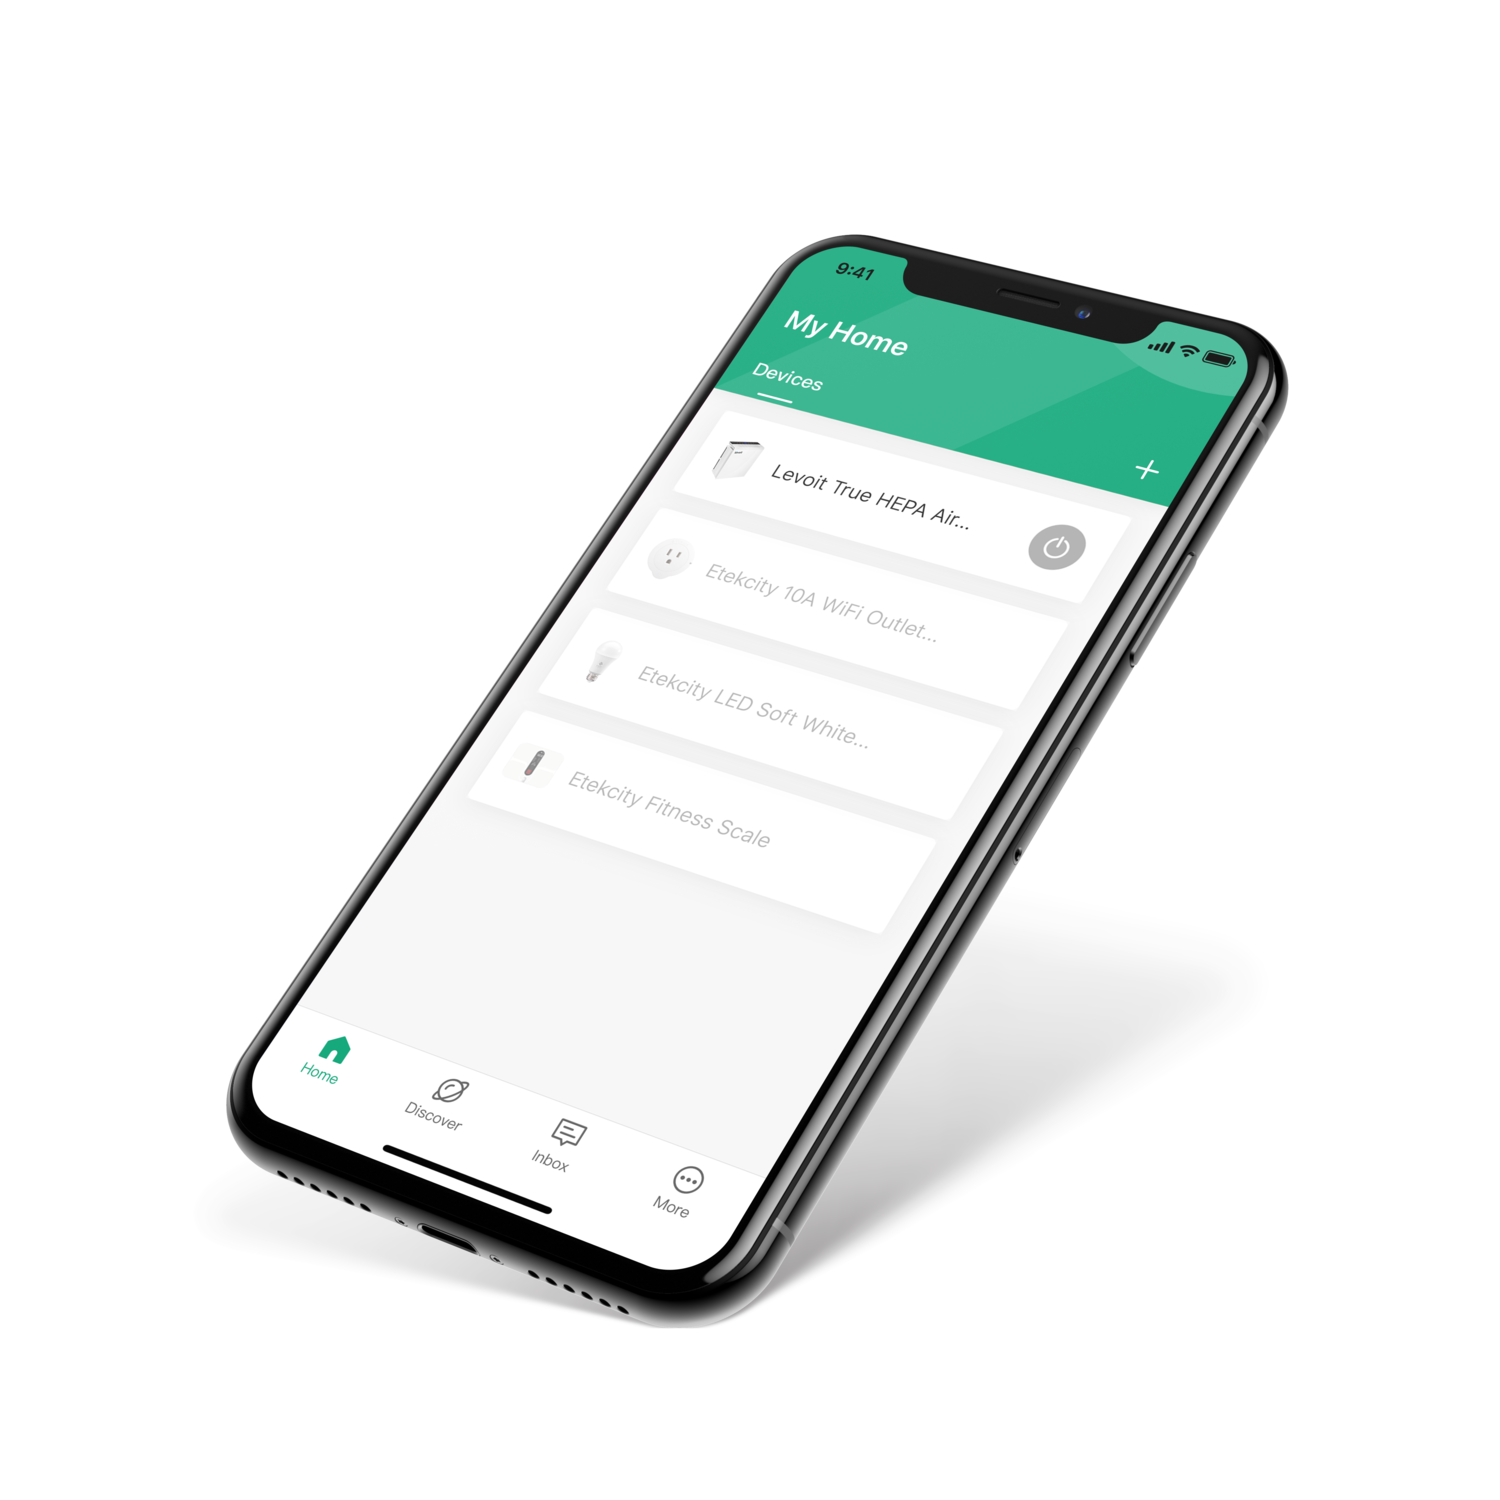 9:41
My Home
Devices
Levoit True HEPA Air...
Etekcity 10A WiFi Outlet...
Etekcity LED Soft White...
Etekcity Fitness Scale
Home
Discover
Inbox
More